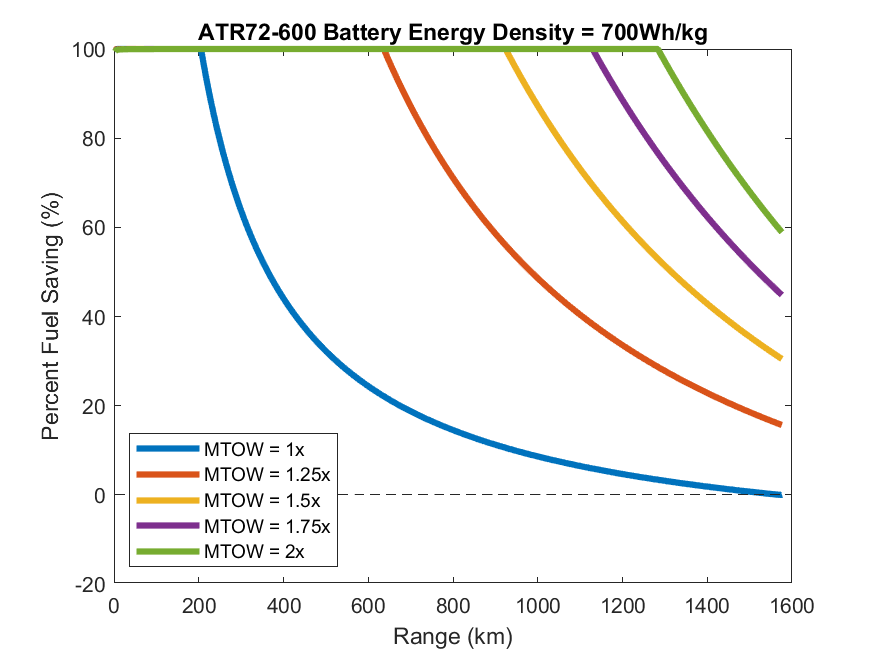 ATR72-600 Battery Energy Density = 700Wh/kg
100
80
60
40
20
0
-20
Percent Fuel Saving (%)
MTOW = 1x
MTOW = 1.25x
MTOW = 1.5x
MTOW = 1.75x
MTOW = 2x
0 200 400 600 800 1000 1200 1400 1600
Range (km)